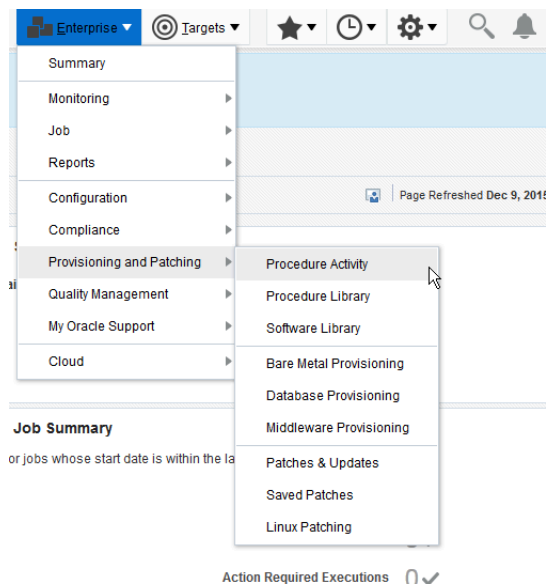 Enterprise
Targets
Summary
Monitoring
Job
Reports
Configuration
Compliance
Provisioning and Patching
Quality Management
My Oracle Support
Cloud
Page Refreshed Dec 9, 2015
Procedure Activity
Procedure Library
Software Library
Bare Metal Provisioning
Database Provisioning
Middleware Provisioning
Patches & Updates
Saved Patches
Linux Patching
Job Summary
or jobs whose start date is within the la
Action Required Executions 0